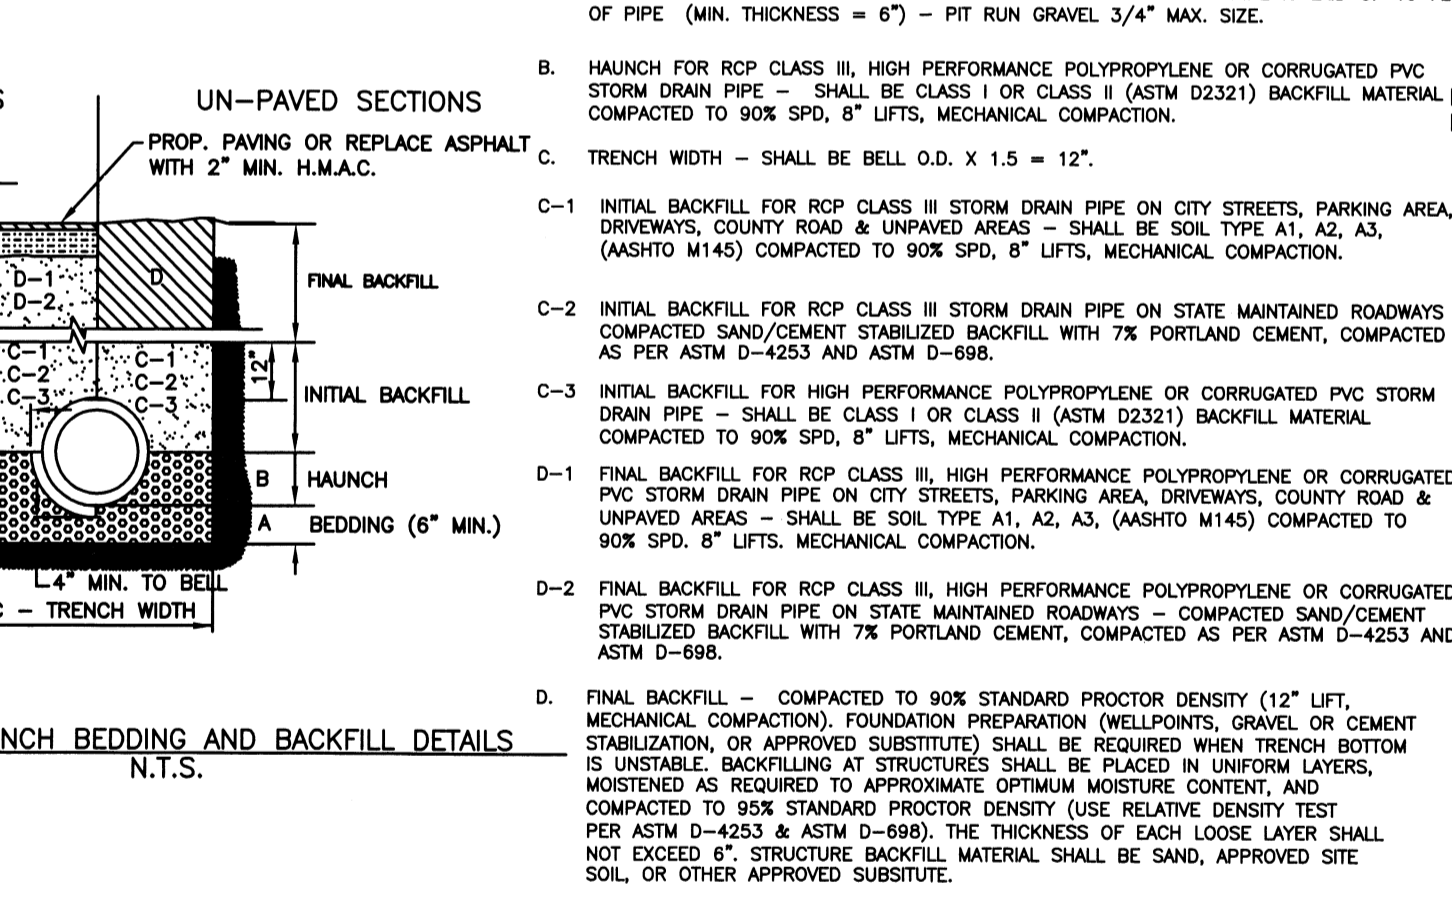 S
UN-PAVED SECTIONS
PROP. PAVING OR REPLACE ASPHALT
WITH 2" MIN. H.M.A.C.
D-1
D-2
D
FINAL BACKFILL
C-1
C-2
C-3
C-1
C-2
C-3
12"
INITIAL BACKFILL
B
HAUNCH
A
BEDDING (6" MIN.)
4" MIN. TO BELL
C - TRENCH WIDTH
NCH BEDDING AND BACKFILL DETAILS
N.T.S.
OF PIPE (MIN. THICKNESS = 6") - PIT RUN GRAVEL 3/4" MAX. SIZE.
B. HAUNCH FOR RCP CLASS III, HIGH PERFORMANCE POLYPROPYLENE OR CORRUGATED PVC
STORM DRAIN PIPE - SHALL BE CLASS I OR CLASS II (ASTM D2321) BACKFILL MATERIAL
COMPACTED TO 90% SPD, 8" LIFTS, MECHANICAL COMPACTION.
C. TRENCH WIDTH - SHALL BE BELL O.D. X 1.5 = 12".
C-1 INITIAL BACKFILL FOR RCP CLASS III STORM DRAIN PIPE ON CITY STREETS, PARKING AREA,
DRIVEWAYS, COUNTY ROAD & UNPAVED AREAS - SHALL BE SOIL TYPE A1, A2, A3,
(AASHTO M145) COMPACTED TO 90% SPD, 8" LIFTS, MECHANICAL COMPACTION.
C-2 INITIAL BACKFILL FOR RCP CLASS III STORM DRAIN PIPE ON STATE MAINTAINED ROADWAYS
COMPACTED SAND/CEMENT STABILIZED BACKFILL WITH 7% PORTLAND CEMENT, COMPACTED
AS PER ASTM D-4253 AND ASTM D-698.
C-3 INITIAL BACKFILL FOR HIGH PERFORMANCE POLYPROPYLENE OR CORRUGATED PVC STORM
DRAIN PIPE - SHALL BE CLASS I OR CLASS II (ASTM D2321) BACKFILL MATERIAL
COMPACTED TO 90% SPD, 8" LIFTS, MECHANICAL COMPACTION.
D-1 FINAL BACKFILL FOR RCP CLASS III, HIGH PERFORMANCE POLYPROPYLENE OR CORRUGATED
PVC STORM DRAIN PIPE ON CITY STREETS, PARKING AREA, DRIVEWAYS, COUNTY ROAD &
UNPAVED AREAS - SHALL BE SOIL TYPE A1, A2, A3, (AASHTO M145) COMPACTED TO
90% SPD. 8" LIFTS. MECHANICAL COMPACTION.
D-2 FINAL BACKFILL FOR RCP CLASS III, HIGH PERFORMANCE POLYPROPYLENE OR CORRUGATED
PVC STORM DRAIN PIPE ON STATE MAINTAINED ROADWAYS - COMPACTED SAND/CEMENT
STABILIZED BACKFILL WITH 7% PORTLAND CEMENT, COMPACTED AS PER ASTM D-4253 AND
ASTM D-698.
D. FINAL BACKFILL - COMPACTED TO 90% STANDARD PROCTOR DENSITY (12" LIFT,
MECHANICAL COMPACTION). FOUNDATION PREPARATION (WELLPOINTS, GRAVEL OR CEMENT
STABILIZATION, OR APPROVED SUBSTITUTE) SHALL BE REQUIRED WHEN TRENCH BOTTOM
IS UNSTABLE. BACKFILLING AT STRUCTURES SHALL BE PLACED IN UNIFORM LAYERS,
MOISTENED AS REQUIRED TO APPROXIMATE OPTIMUM MOISTURE CONTENT, AND
COMPACTED TO 95% STANDARD PROCTOR DENSITY (USE RELATIVE DENSITY TEST
PER ASTM D-4253 & ASTM D-698). THE THICKNESS OF EACH LOOSE LAYER SHALL
NOT EXCEED 6". STRUCTURE BACKFILL MATERIAL SHALL BE SAND, APPROVED SITE
SOIL, OR OTHER APPROVED SUBSITUTE.